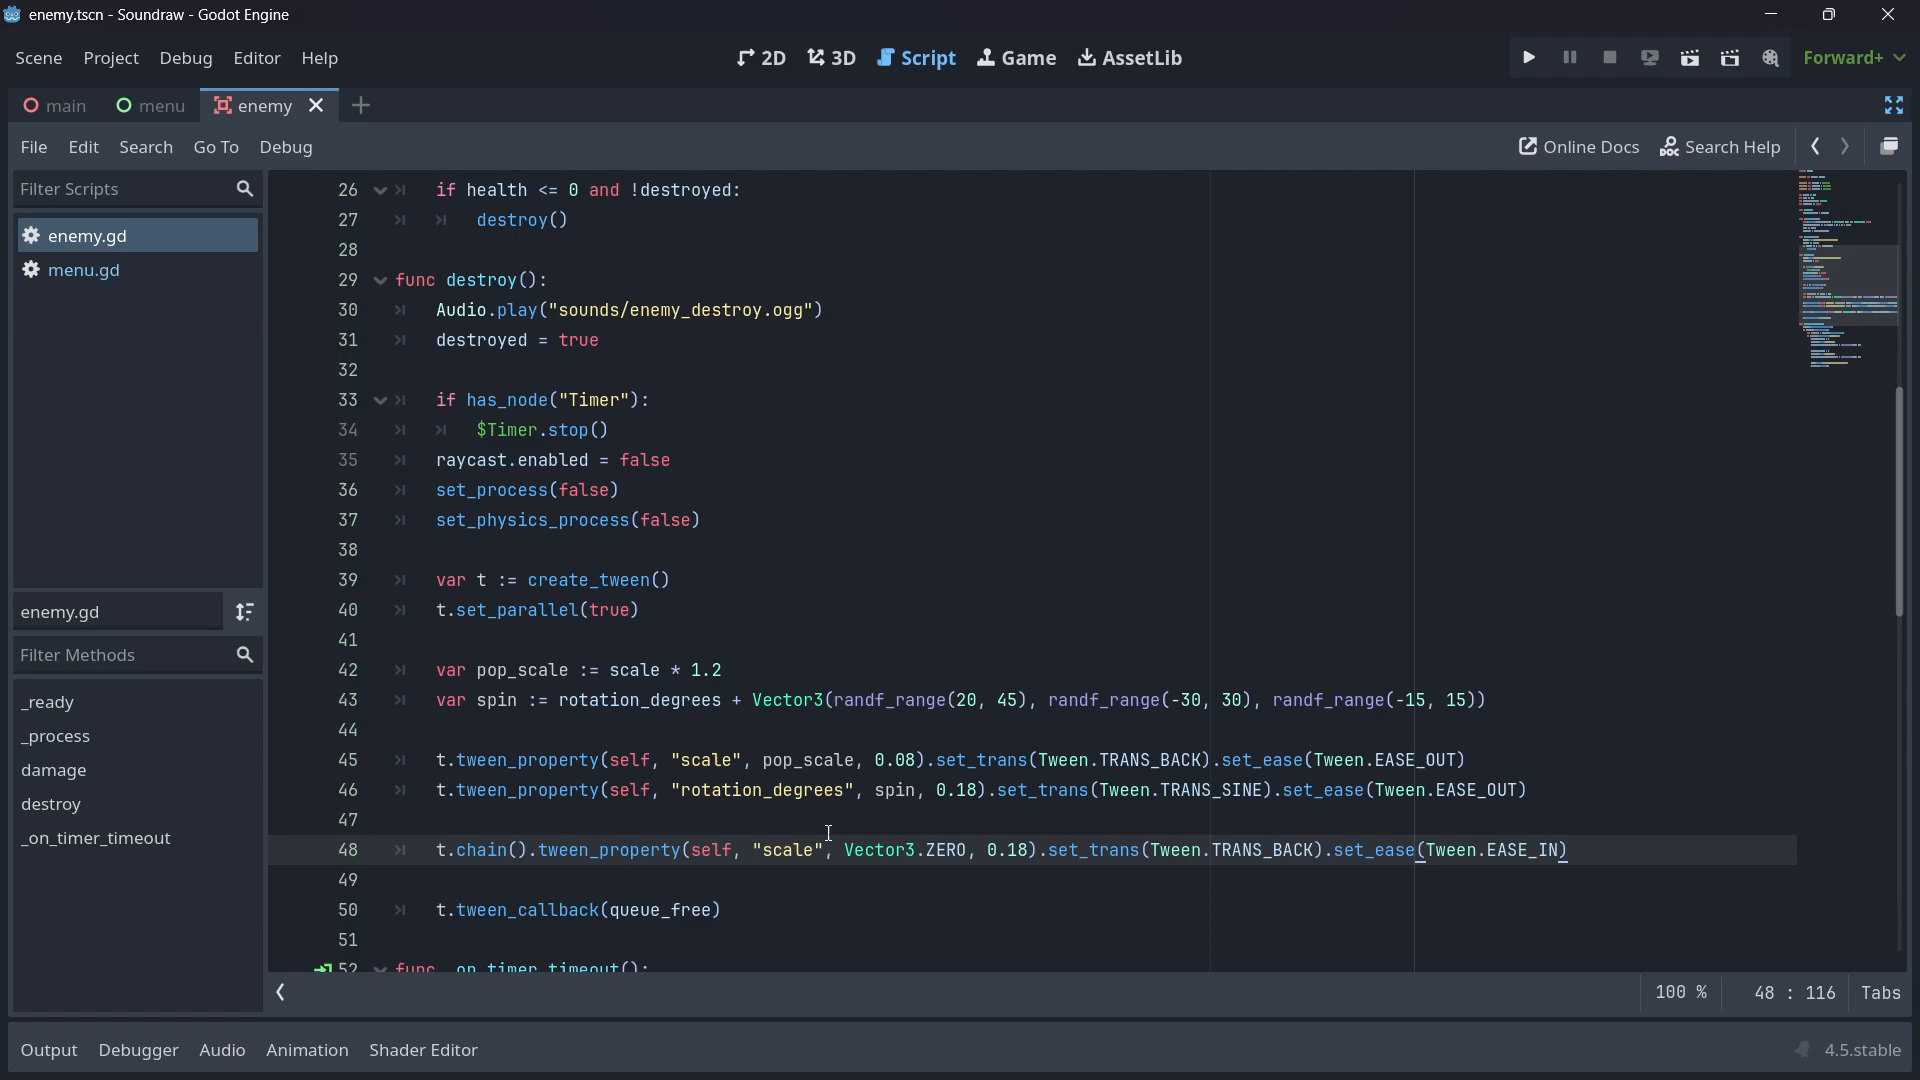 enemy.tscn - Soundraw - Godot Engine
Scene Project Debug Editor Help
2D 3D Script Game AssetLib
Forward+
main menu enemy
File Edit Search Go To Debug
Online Docs Search Help
Filter Scripts
enemy.gd
menu.gd
enemy.gd
Filter Methods
_ready
_process
damage
destroy
_on_timer_timeout
26 if health <= 0 and !destroyed:
27 destroy()
28
29 func destroy():
30 Audio.play("sounds/enemy_destroy.ogg")
31 destroyed = true
32
33 if has_node("Timer"):
34 $Timer.stop()
35 raycast.enabled = false
36 set_process(false)
37 set_physics_process(false)
38
39 var t := create_tween()
40 t.set_parallel(true)
41
42 var pop_scale := scale * 1.2
43 var spin := rotation_degrees + Vector3(randf_range(20, 45), randf_range(-30, 30), randf_range(-15, 15))
44
45 t.tween_property(self, "scale", pop_scale, 0.08).set_trans(Tween.TRANS_BACK).set_ease(Tween.EASE_OUT)
46 t.tween_property(self, "rotation_degrees", spin, 0.18).set_trans(Tween.TRANS_SINE).set_ease(Tween.EASE_OUT)
47
48 t.chain().tween_property(self, "scale", Vector3.ZERO, 0.18).set_trans(Tween.TRANS_BACK).set_ease(Tween.EASE_IN)
49
50 t.tween_callback(queue_free)
51
52 func _on_timer_timeout():
100 % 48 : 116 Tabs
Output Debugger Audio Animation Shader Editor
4.5.stable